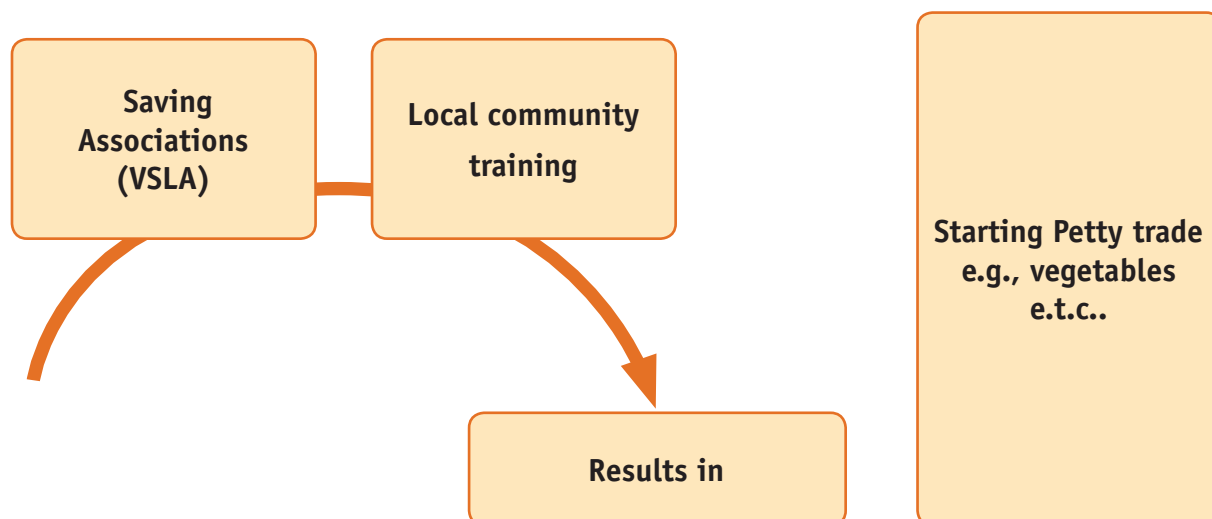 Saving
Associations
(VSLA)
Local community
training
Starting Petty trade
e.g., vegetables
e.t.c..
Results in